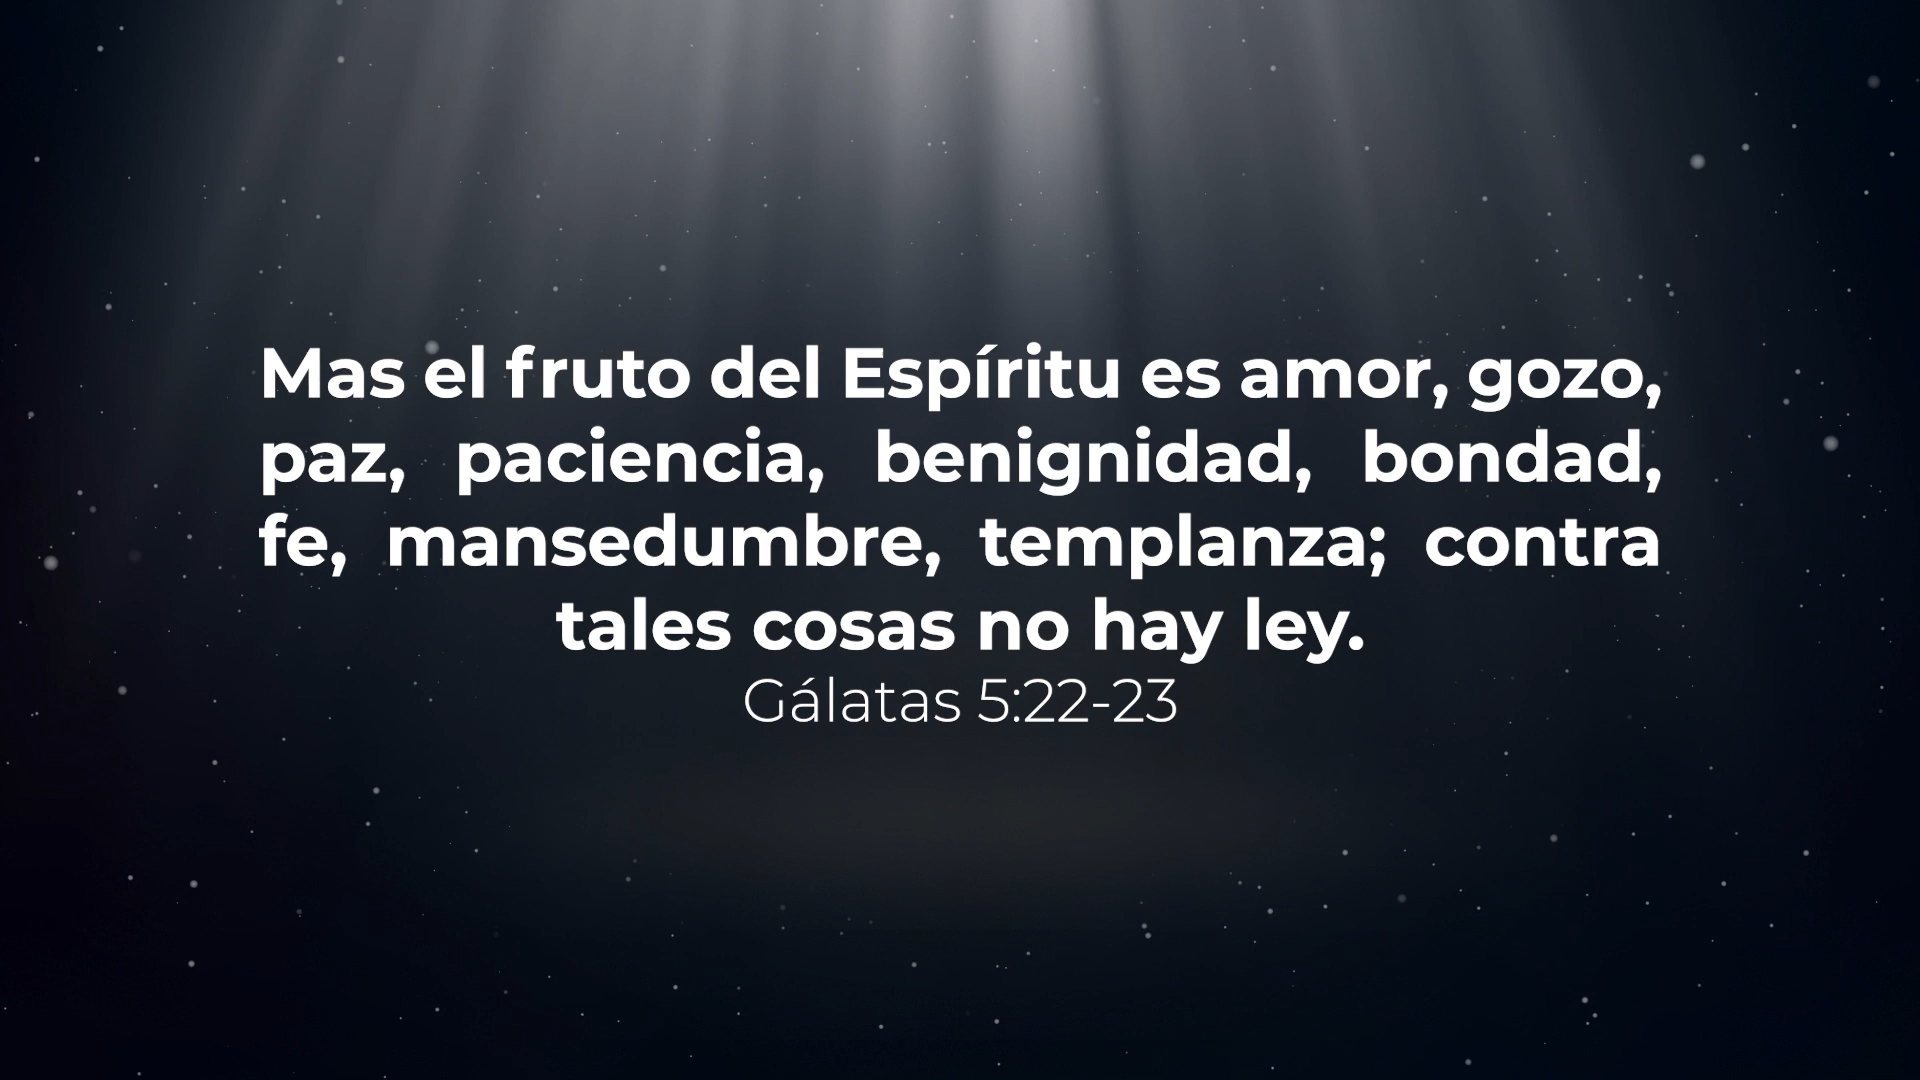 Mas el fruto del Espíritu es amor, gozo,
paz, paciencia, benignidad, bondad,
fe, mansedumbre, templanza; contra
tales cosas no hay ley.
Gálatas 5:22-23